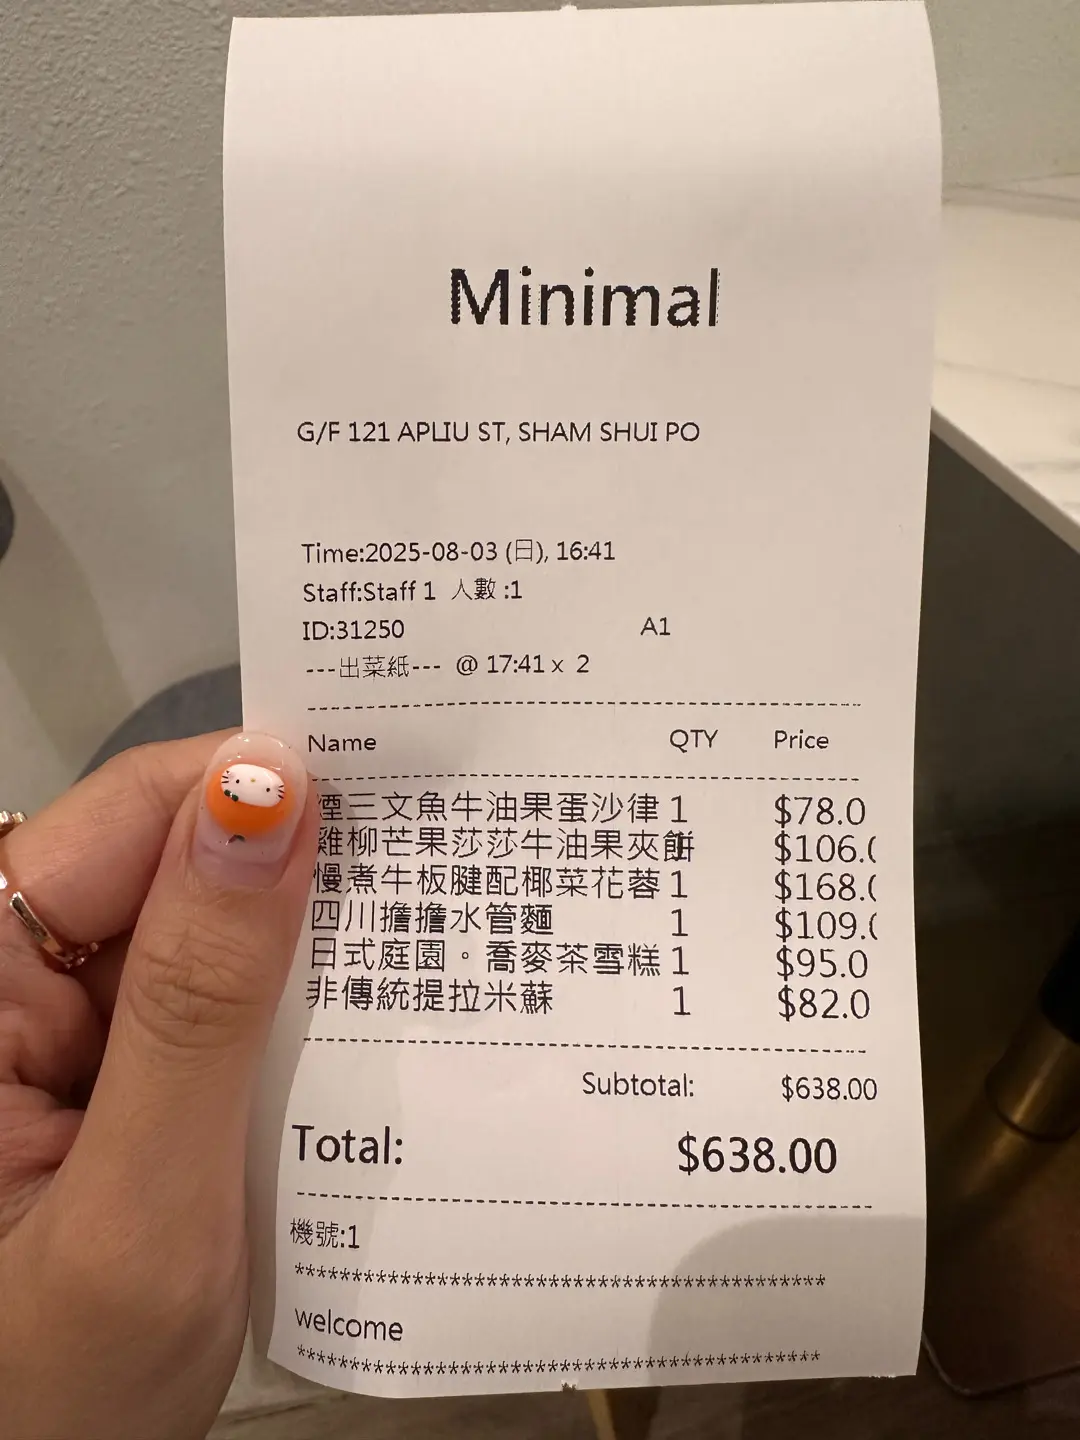 Minimal
G/F 121 APLIU ST, SHAM SHUI PO
Time:2025-08-03 (日), 16:41
Staff:Staff 1 人數 :1
ID:31250 A1
---出菜紙--- @ 17:41 x 2
Name QTY Price
煙三文魚牛油果蛋沙律 1 $78.0
雞柳芒果莎莎牛油果夾餅 1 $106.(
慢煮牛板腱配椰菜花蓉 1 $168.(
四川擔擔水管麵 1 $109.(
日式庭園。喬麥茶雪糕 1 $95.0
非傳統提拉米蘇 1 $82.0
Subtotal: $638.00
Total: $638.00
機號:1
******************************************
welcome
******************************************